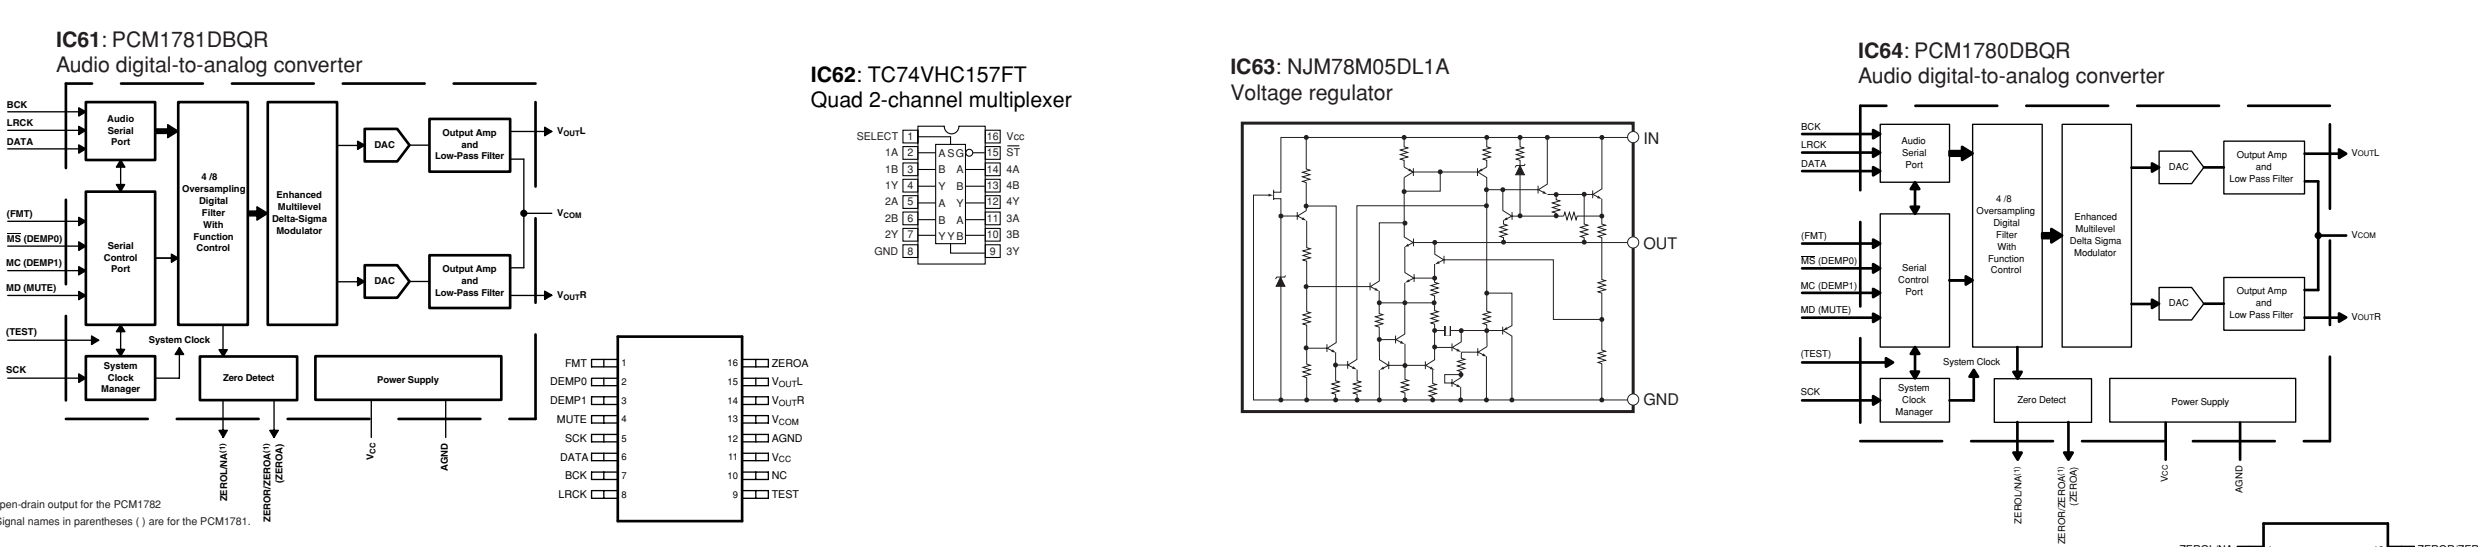 IC61: PCM1781DBQR
Audio digital-to-analog converter
BCK
LRCK
DATA
(FMT)
MS (DEMP0)
MC (DEMP1)
MD (MUTE)
(TEST)
SCK
Audio
Serial
Port
Serial
Control
Port
System
Clock
Manager
System Clock
4 /8
Oversampling
Digital
Filter
With
Function
Control
Enhanced
Multilevel
Delta-Sigma
Modulator
DAC
Output Amp
and
Low-Pass Filter
DAC
Output Amp
and
Low-Pass Filter
VOUTL
VCOM
VOUTR
Zero Detect
Power Supply
ZEROL/NA(1)
ZEROR/ZEROA(1)
(ZEROA)
VCC
AGND
pen-drain output for the PCM1782
Signal names in parentheses ( ) are for the PCM1781.
FMT 1 16 ZEROA
DEMP0 2 15 VOUTL
DEMP1 3 14 VOUTR
MUTE 4 13 VCOM
SCK 5 12 AGND
DATA 6 11 VCC
BCK 7 10 NC
LRCK 8 9 TEST
IC62: TC74VHC157FT
Quad 2-channel multiplexer
SELECT 1 16 Vcc
1A 2 A S G 15 ST
1B 3 B A 14 4A
1Y 4 Y B 13 4B
2A 5 A Y 12 4Y
2B 6 B A 11 3A
2Y 7 Y Y B 10 3B
GND 8 9 3Y
IC63: NJM78M05DL1A
Voltage regulator
IN
OUT
GND
IC64: PCM1780DBQR
Audio digital-to-analog converter
BCK
LRCK
DATA
(FMT)
MS (DEMP0)
MC (DEMP1)
MD (MUTE)
(TEST)
SCK
Audio
Serial
Port
Serial
Control
Port
System
Clock
Manager
System Clock
4 /8
Oversampling
Digital
Filter
With
Function
Control
Enhanced
Multilevel
Delta Sigma
Modulator
DAC
Output Amp
and
Low Pass Filter
DAC
Output Amp
and
Low Pass Filter
VOUTL
VCOM
VOUTR
Zero Detect
Power Supply
ZEROL/NA(1)
ZEROR/ZEROA(1)
(ZEROA)
VCC
AGND